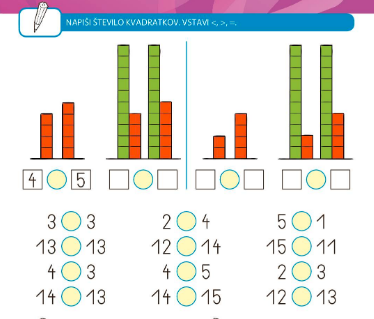 NAPIŠI ŠTEVILO KVADRATKOV. VSTAVI <, >, =.
4 5
3 3 2 4 5 1
13 13 12 14 15 11
4 3 4 5 2 3
14 13 14 15 12 13